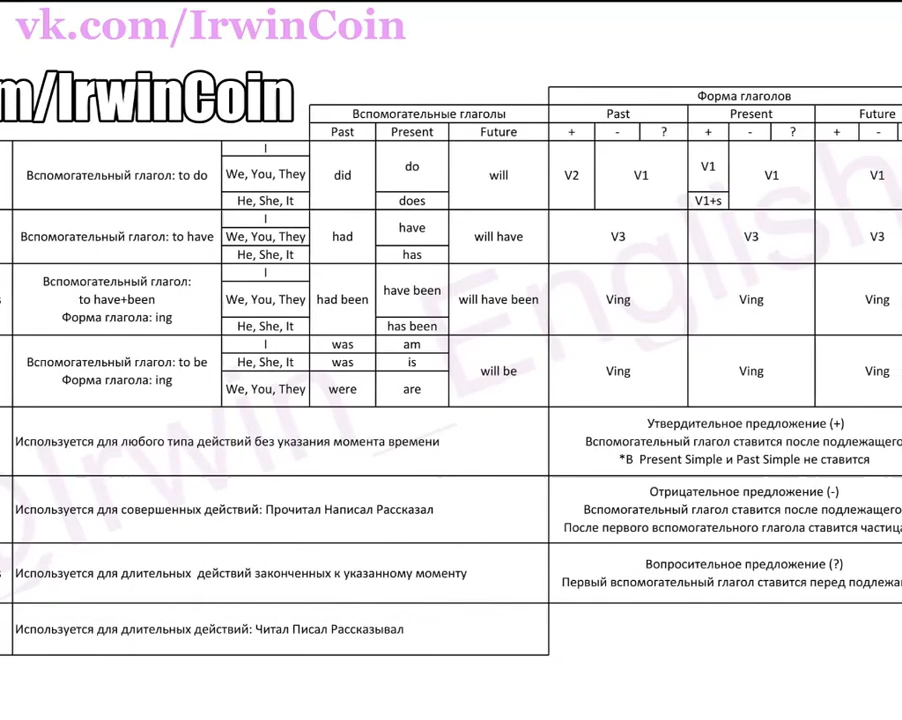 vk.com/IrwinCoin
m/IrwinCoin
Форма глаголов
Вспомогательные глаголы Past Present Future
Past Present Future + - ? + - ? + -
Вспомогательный глагол: to do
I
We, You, They
He, She, It
did
do
does
will
V2 V1
V1
V1+s
V1 V1
Вспомогательный глагол: to have
I
We, You, They
He, She, It
had
have
has
will have
V3 V3 V3
s
Вспомогательный глагол:
to have+been
Форма глагола: ing
I
We, You, They
He, She, It
had been
have been
has been
will have been
Ving Ving Ving
Вспомогательный глагол: to be
Форма глагола: ing
I was am
He, She, It was is
We, You, They were are
will be
Ving Ving Ving
Используется для любого типа действий без указания момента времени
Утвердительное предложение (+)
Вспомогательный глагол ставится после подлежащего
*В Present Simple и Past Simple не ставится
Используется для совершенных действий: Прочитал Написал Рассказал
Отрицательное предложение (-)
Вспомогательный глагол ставится после подлежащего
После первого вспомогательного глагола ставится частица
s
Используется для длительных действий законченных к указанному моменту
Вопросительное предложение (?)
Первый вспомогательный глагол ставится перед подлежа
Используется для длительных действий: Читал Писал Рассказывал
@Irwin_English